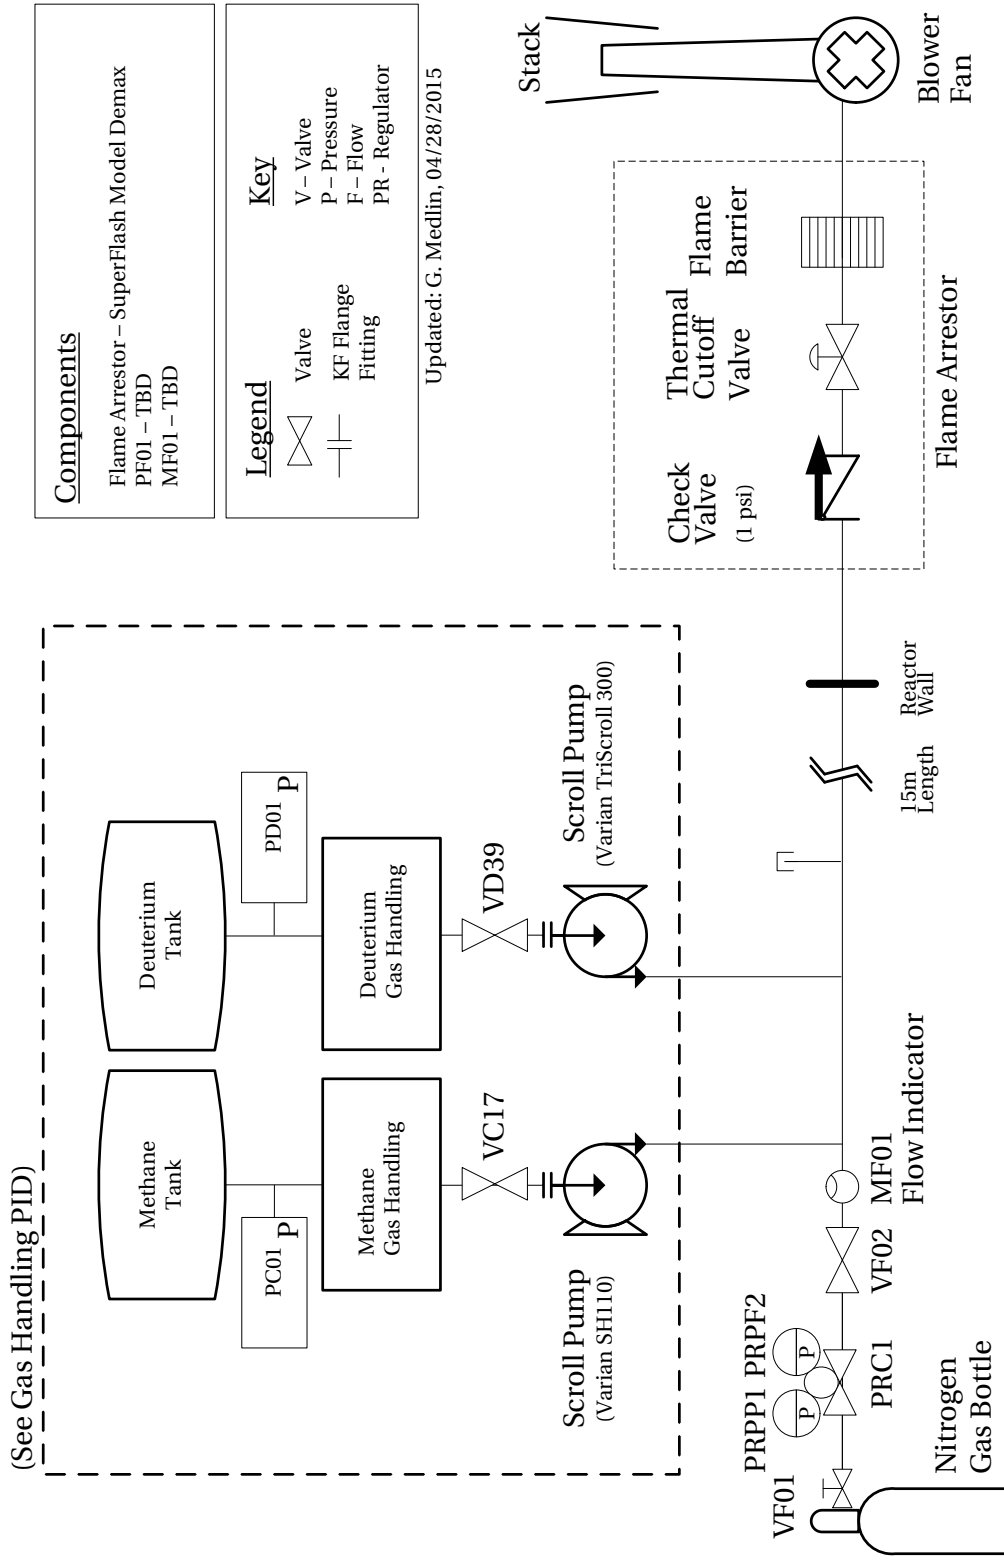 (See Gas Handling PID)
Methane
Tank
Deuterium
Tank
PC01
P
PD01
P
Methane
Gas Handling
Deuterium
Gas Handling
VC17
VD39
Scroll Pump
(Varian SH110)
Scroll Pump
(Varian TriScroll 300)
Components
Flame Arrestor – SuperFlash Model Demax
PF01 – TBD
MF01 – TBD
Legend
Valve
KF Flange
Fitting
Key
V – Valve
P – Pressure
F – Flow
PR - Regulator
Updated: G. Medlin, 04/28/2015
Stack
Blower
Fan
Check
Valve
(1 psi)
Thermal
Cutoff
Valve
Flame
Barrier
Flame Arrestor
VF01
PRPP1 PRPF2
P
P
PRC1
VF02
MF01
Flow Indicator
15m
Length
Reactor
Wall
Nitrogen
Gas Bottle